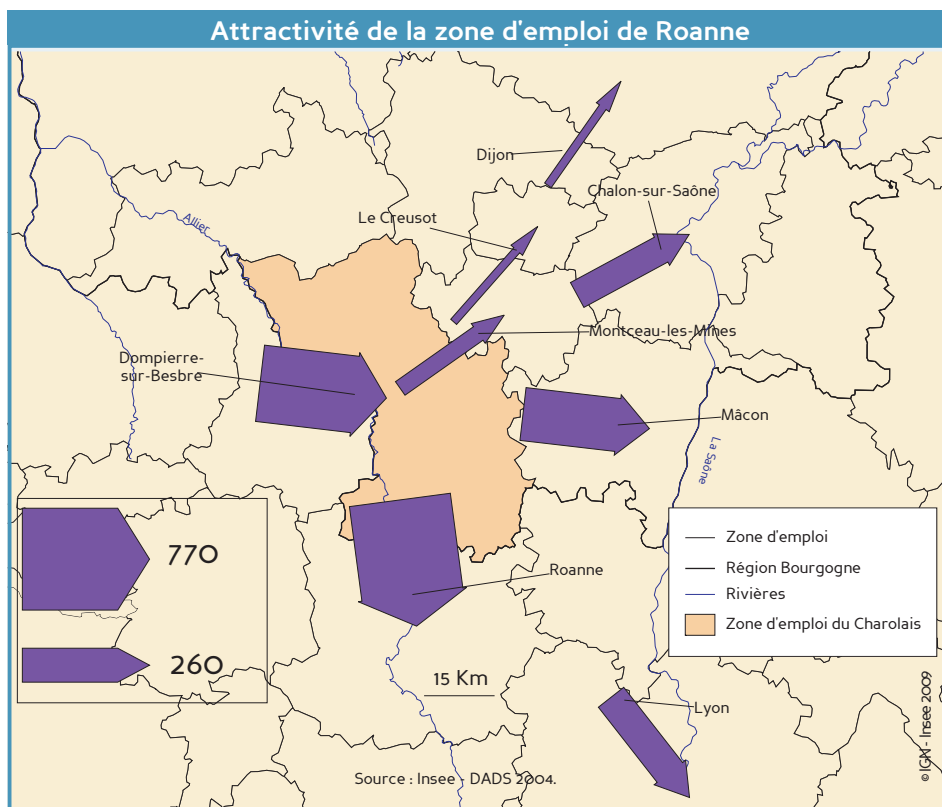 Attractivité de la zone d'emploi de Roanne
Dijon
Chalon-sur-Saône
Le Creusot
Allier
Montceau-les-Mines
Dompierre-
sur-Besbre
Mâcon
La Saône
770
260
Roanne
Zone d'emploi
Région Bourgogne
Rivières
Zone d'emploi du Charolais
15 Km
Lyon
Source : Insee - DADS 2004.
© IGN - Insee 2009